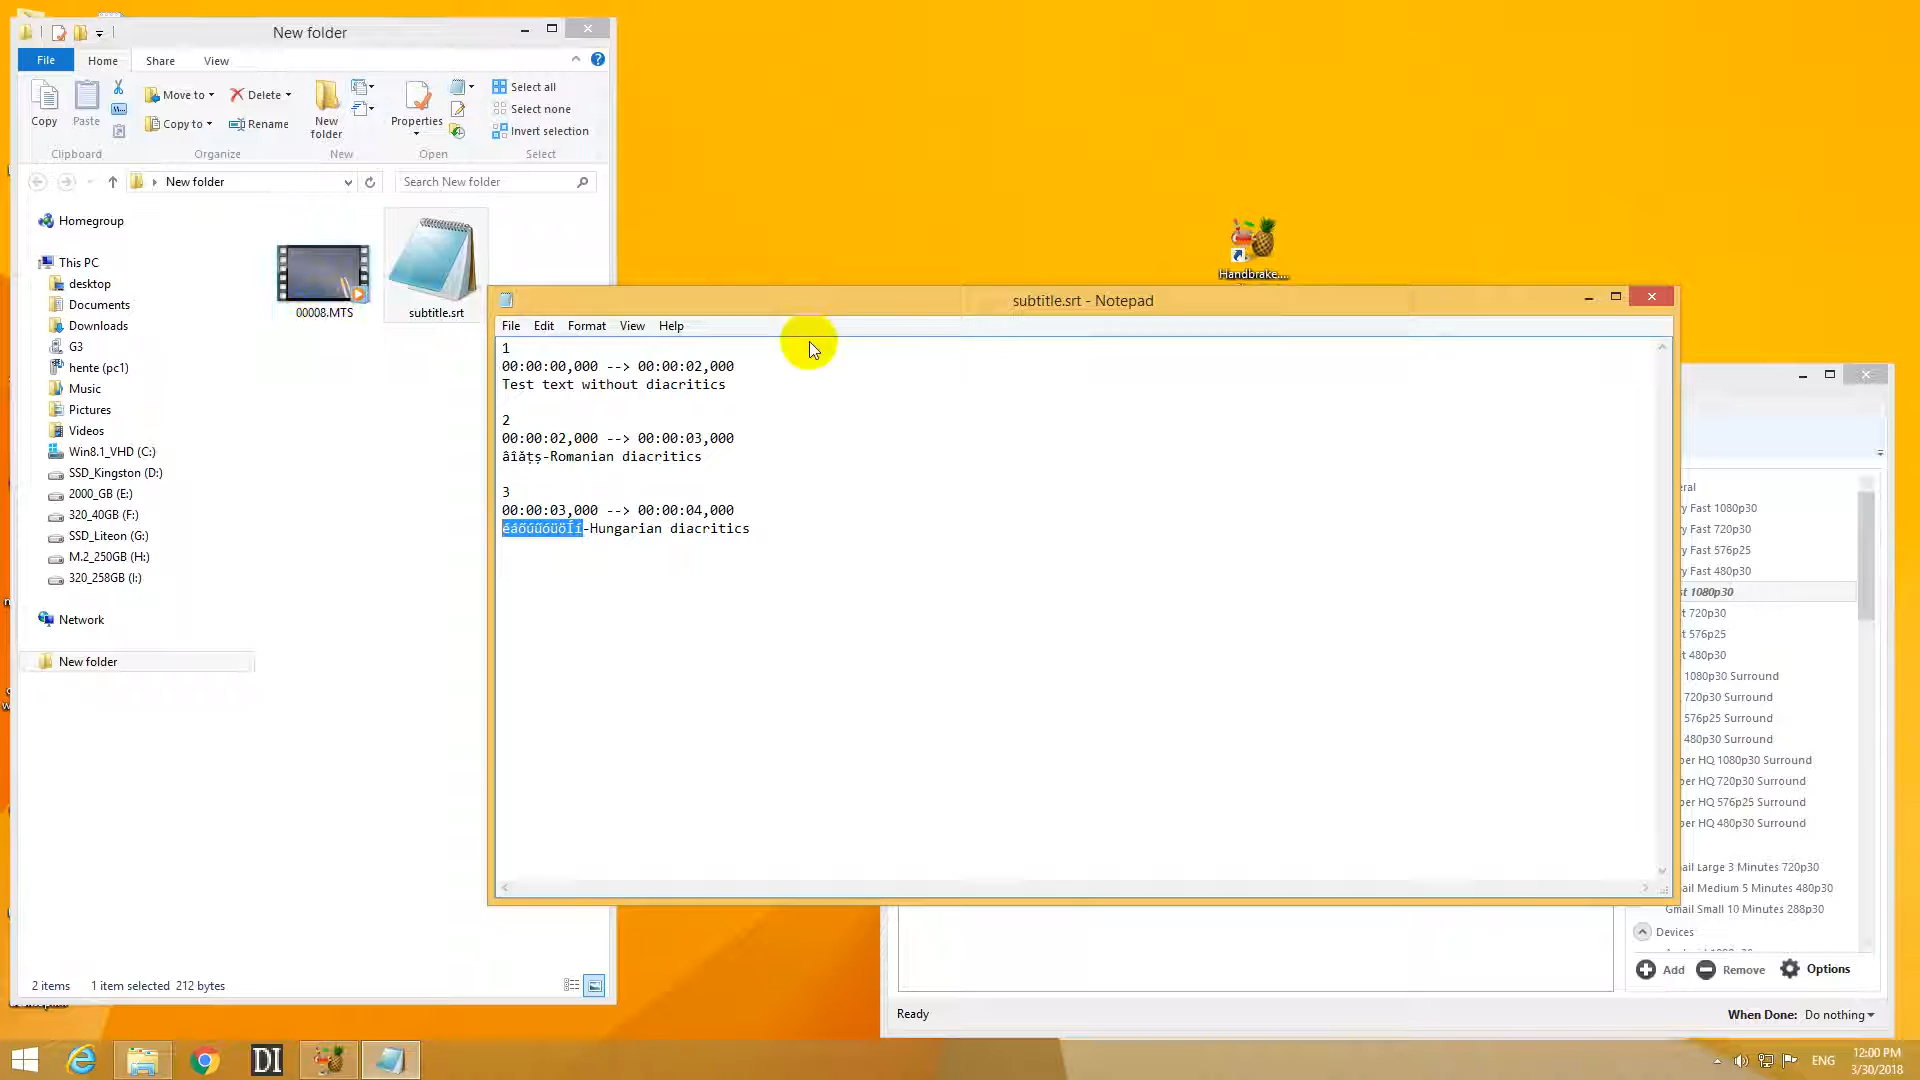 New folder
File
Home
Share
View
Copy
Paste
Move to
Copy to
Delete
Rename
New folder
Properties
Select all
Select none
Invert selection
Clipboard
Organize
New
Open
Select
New folder
Search New folder
Homegroup
This PC
desktop
Documents
Downloads
G3
hente (pc1)
Music
Pictures
Videos
Win8.1_VHD (C:)
SSD_Kingston (D:)
2000_GB (E:)
320_40GB (F:)
SSD_Liteon (G:)
M.2_250GB (H:)
320_258GB (I:)
Network
New folder
00008.MTS
subtitle.srt
2 items
1 item selected 212 bytes
Handbrake....
subtitle.srt - Notepad
File
Edit
Format
View
Help
1
00:00:00,000 --> 00:00:02,000
Test text without diacritics
2
00:00:02,000 --> 00:00:03,000
âîăţş-Romanian diacritics
3
00:00:03,000 --> 00:00:04,000
éáőúűóüöÍí-Hungarian diacritics
ral
y Fast 1080p30
y Fast 720p30
y Fast 576p25
y Fast 480p30
t 1080p30
t 720p30
t 576p25
t 480p30
1080p30 Surround
720p30 Surround
576p25 Surround
480p30 Surround
per HQ 1080p30 Surround
per HQ 720p30 Surround
per HQ 576p25 Surround
per HQ 480p30 Surround
ail Large 3 Minutes 720p30
ail Medium 5 Minutes 480p30
Gmail Small 10 Minutes 288p30
Devices
Add
Remove
Options
Ready
When Done: Do nothing
DI
ENG
12:00 PM
3/30/2018